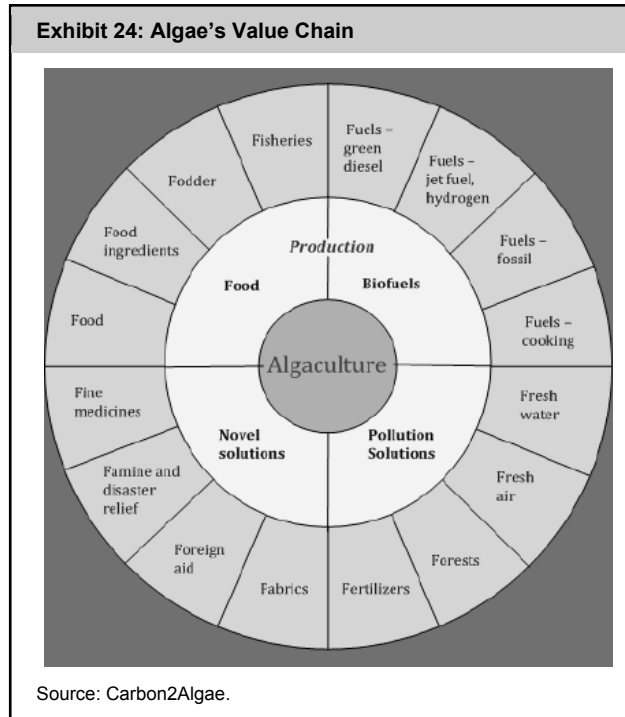 Exhibit 24: Algae's Value Chain
Fisheries
Fuels –
green
diesel
Fodder
Fuels –
jet fuel,
hydrogen
Food
ingredients
Production
Fuels –
fossil
Food
Biofuels
Food
Fuels –
cooking
Algaculture
Fine
medicines
Fresh
water
Novel
solutions
Pollution
Solutions
Famine and
disaster
relief
Fresh
air
Foreign
aid
Forests
Fabrics
Fertilizers
Source: Carbon2Algae.